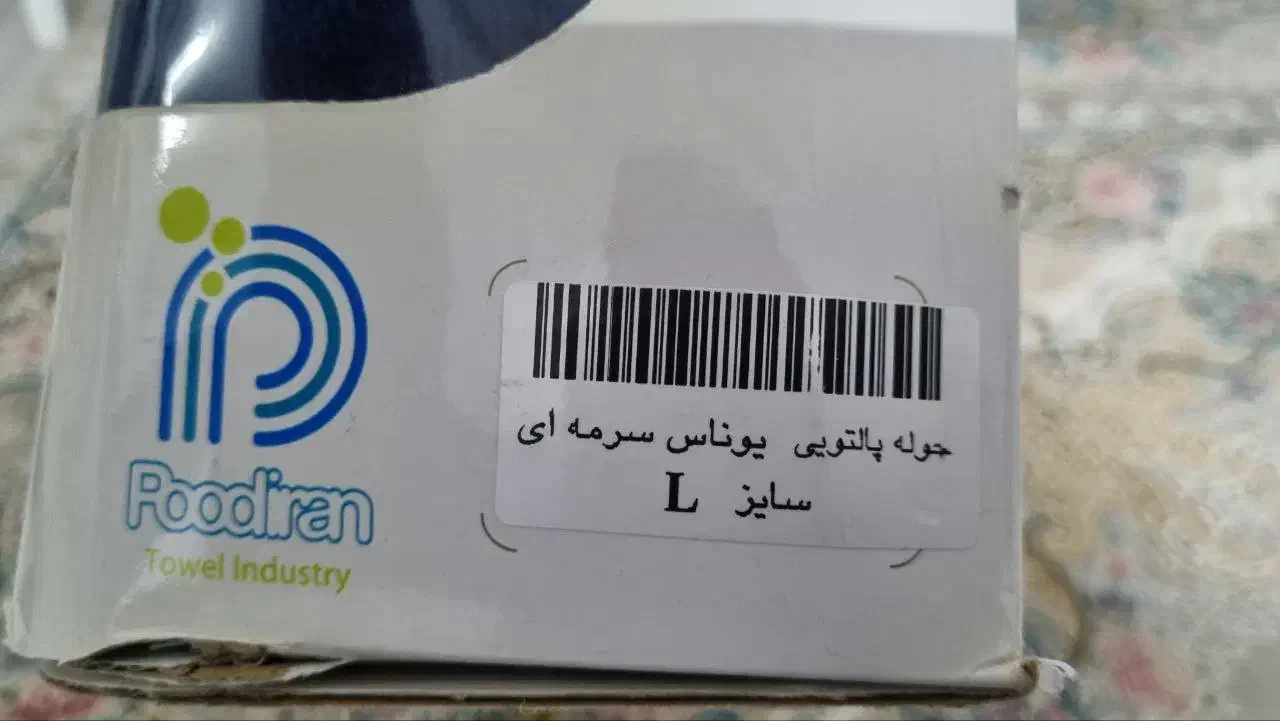 Poodiran
Towel Industry
حوله پالتویی یوناس سرمه ای
سایز L